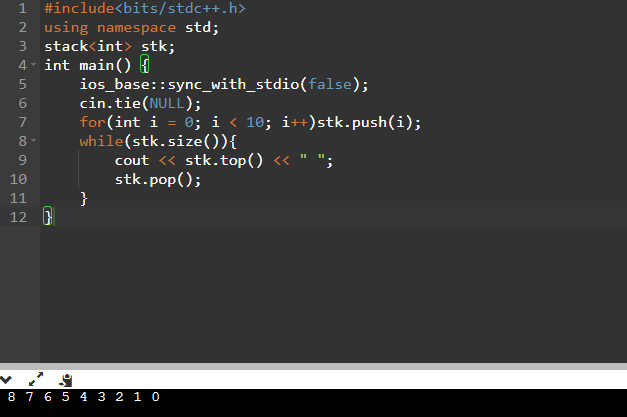 1 #include<bits/stdc++.h>
2 using namespace std;
3 stack<int> stk;
4 int main() {
5     ios_base::sync_with_stdio(false);
6     cin.tie(NULL);
7     for(int i = 0; i < 10; i++)stk.push(i);
8     while(stk.size()){
9         cout << stk.top() << " ";
10         stk.pop();
11     }
12 }
8 7 6 5 4 3 2 1 0